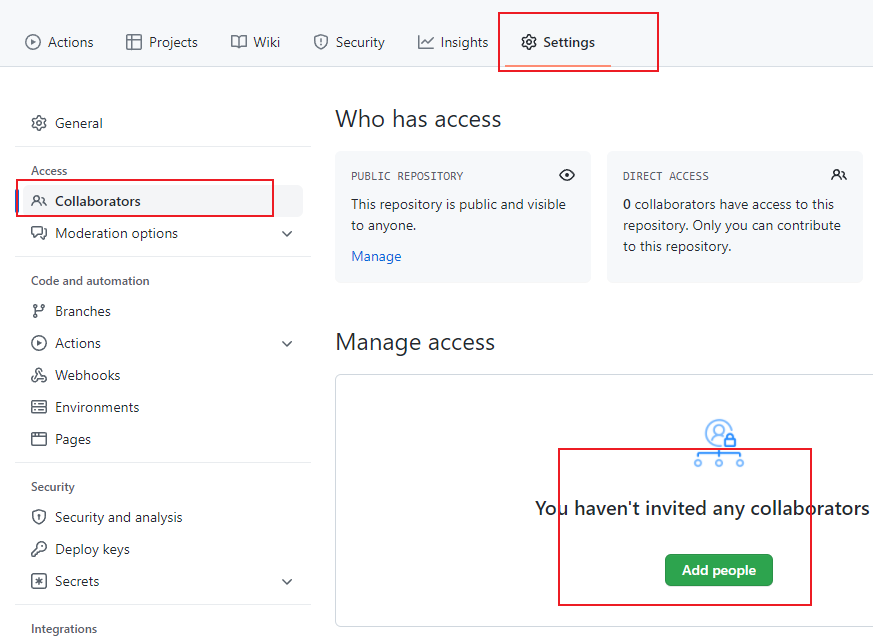 Actions Projects Wiki Security Insights Settings
General
Access
Collaborators
Moderation options
Code and automation
Branches
Actions
Webhooks
Environments
Pages
Security
Security and analysis
Deploy keys
Secrets
Integrations
Who has access
PUBLIC REPOSITORY
This repository is public and visible
to anyone.
Manage
DIRECT ACCESS
0 collaborators have access to this
repository. Only you can contribute
to this repository.
Manage access
You haven't invited any collaborators
Add people